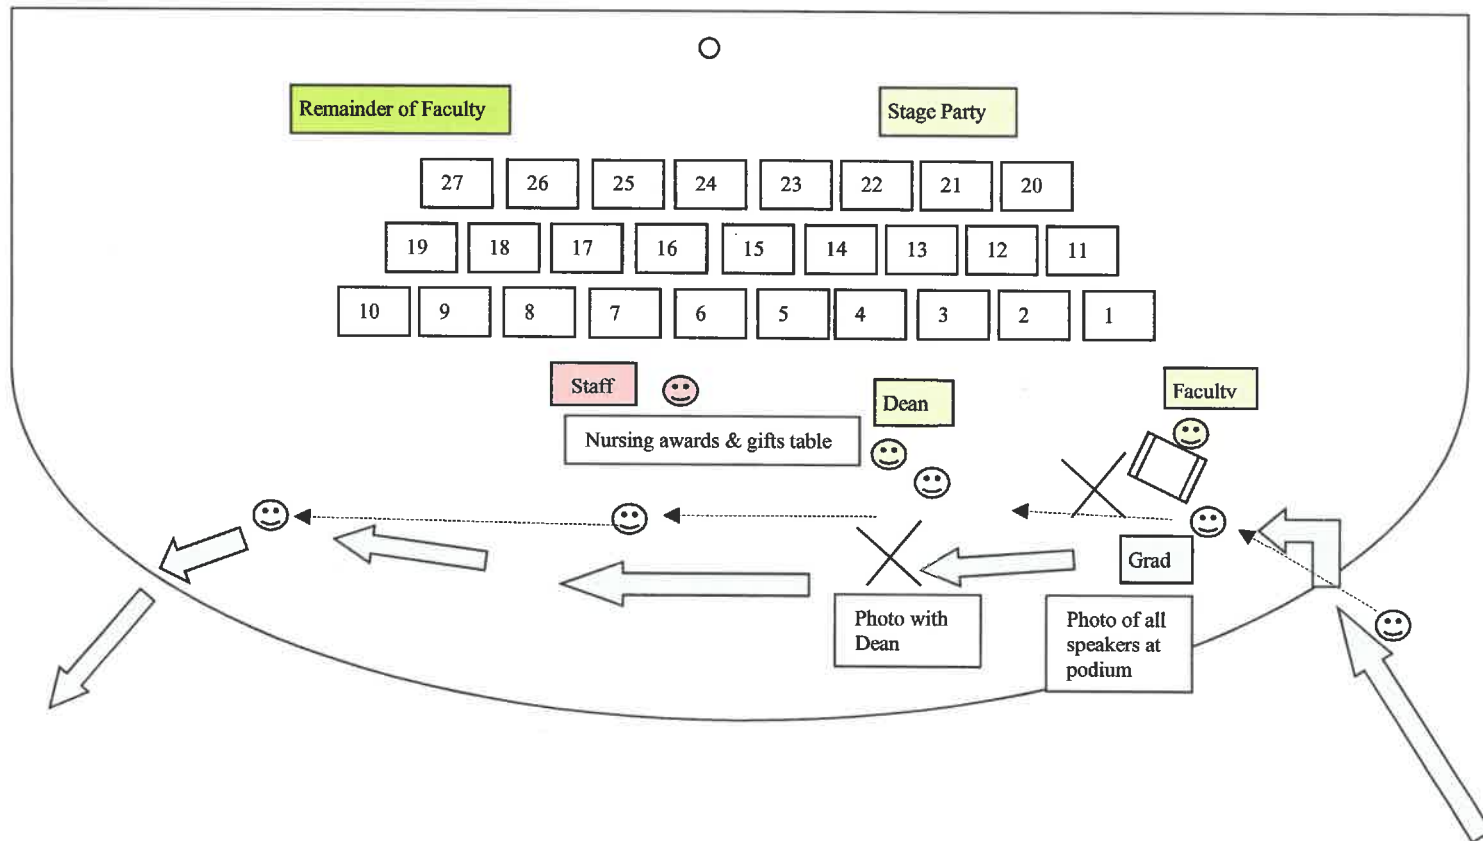 Remainder of Faculty
Stage Party
27 26 25 24 23 22 21 20
19 18 17 16 15 14 13 12 11
10 9 8 7 6 5 4 3 2 1
Staff
Dean
Faculty
Nursing awards & gifts table
Grad
Photo with
Dean
Photo of all
speakers at
podium